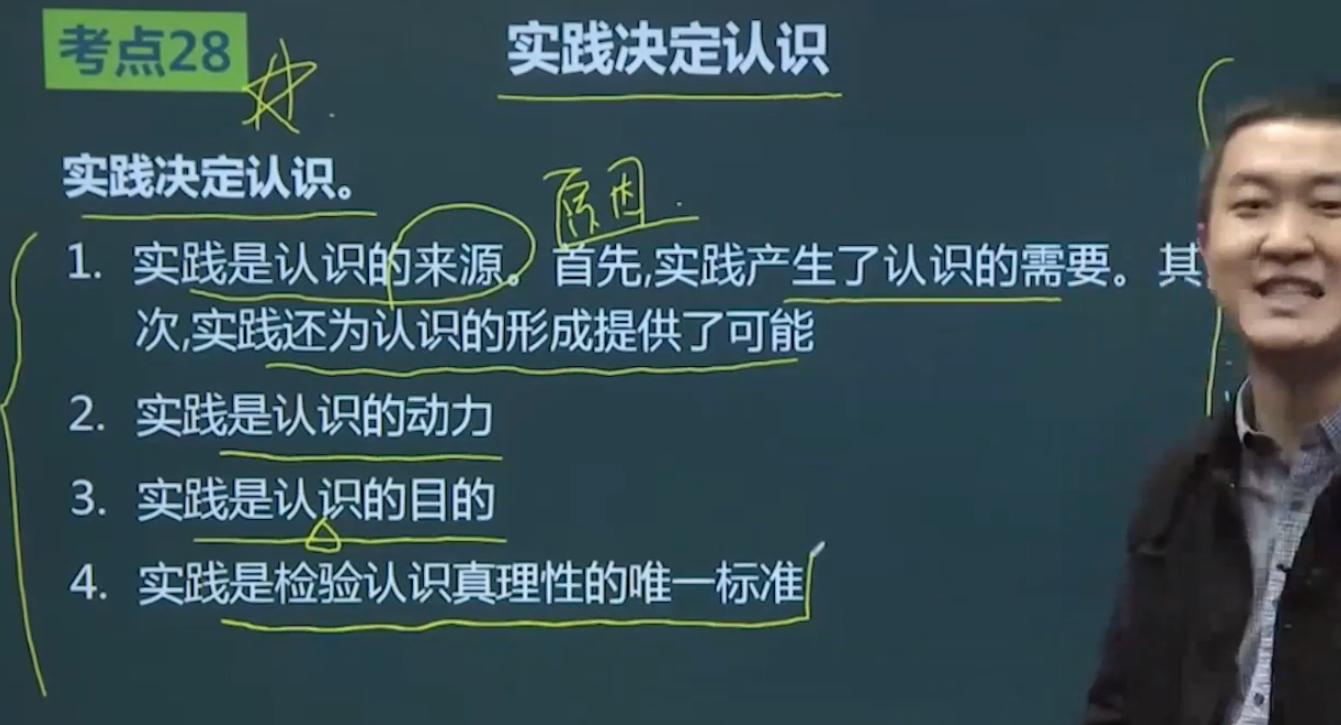 考点28
实践决定认识
实践决定认识。
原因
1. 实践是认识的来源。首先,实践产生了认识的需要。其
次,实践还为认识的形成提供了可能
2. 实践是认识的动力
3. 实践是认识的目的
4. 实践是检验认识真理性的唯一标准